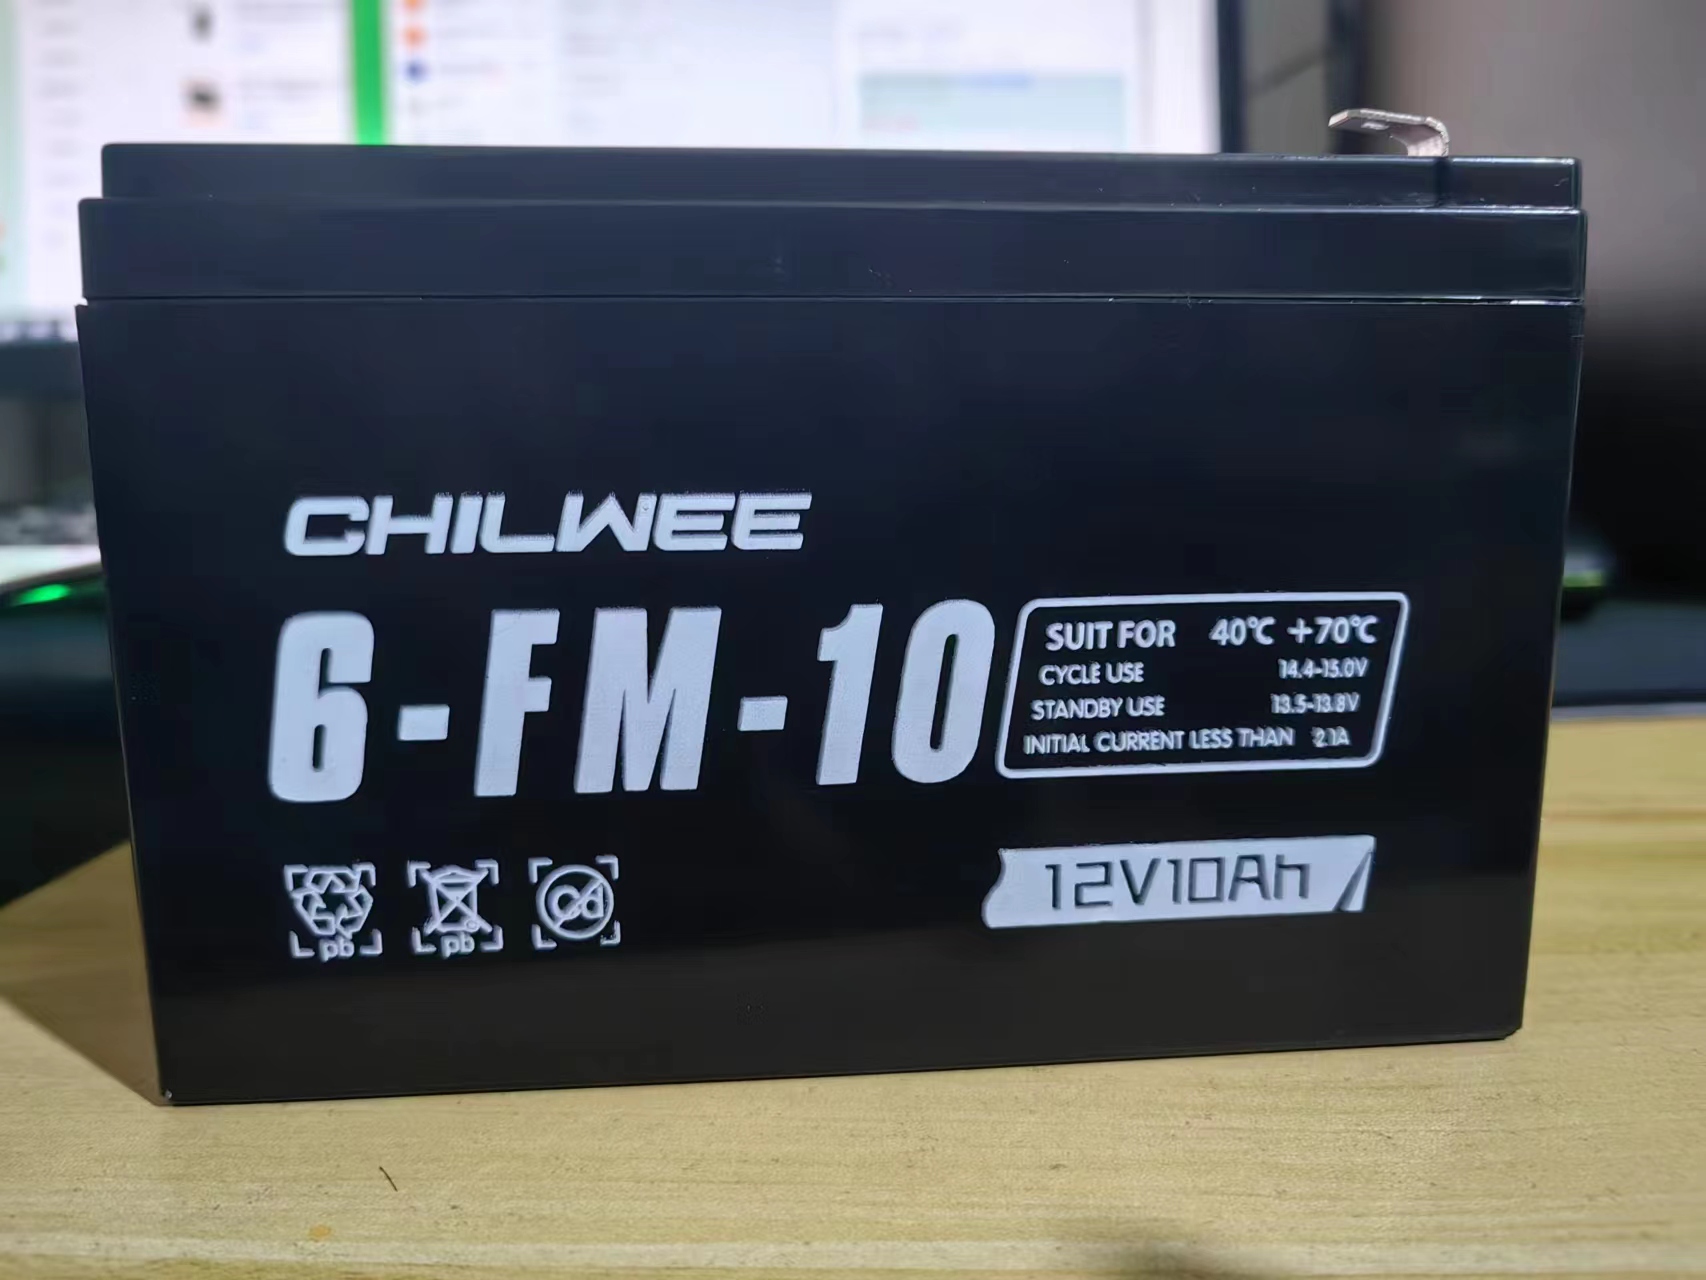 CHILWEE
6-FM-10
SUIT FOR 40℃ +70℃
CYCLE USE 14.4-15.0V
STANDBY USE 13.5-13.8V
INITIAL CURRENT LESS THAN 2.1A
12V10Ah
pb
pb
Cd